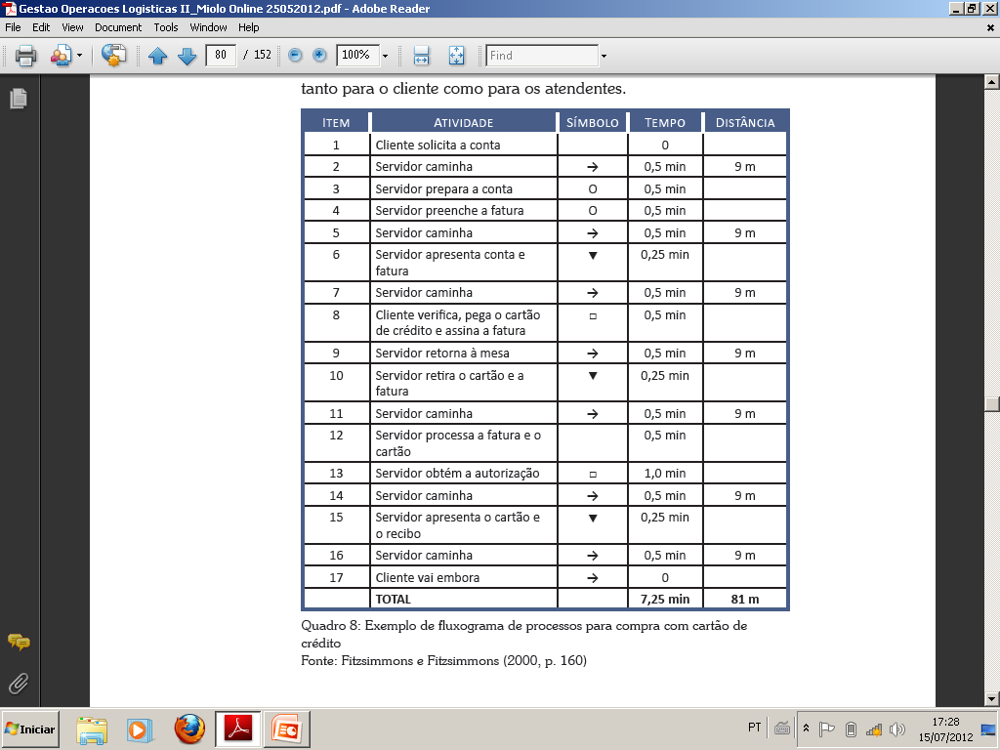 Gestao Operacoes Logisticas II_Miolo Online 25052012.pdf - Adobe Reader
File Edit View Document Tools Window Help
80 / 152 100% Find
tanto para o cliente como para os atendentes.
ITEM ATIVIDADE SÍMBOLO TEMPO DISTÂNCIA
1 Cliente solicita a conta 0
2 Servidor caminha → 0,5 min 9 m
3 Servidor prepara a conta O 0,5 min
4 Servidor preenche a fatura O 0,5 min
5 Servidor caminha → 0,5 min 9 m
6 Servidor apresenta conta e ▼ 0,25 min
fatura
7 Servidor caminha → 0,5 min 9 m
8 Cliente verifica, pega o cartão □ 0,5 min
de crédito e assina a fatura
9 Servidor retorna à mesa → 0,5 min 9 m
10 Servidor retira o cartão e a ▼ 0,25 min
fatura
11 Servidor caminha → 0,5 min 9 m
12 Servidor processa a fatura e o 0,5 min
cartão
13 Servidor obtém a autorização □ 1,0 min
14 Servidor caminha → 0,5 min 9 m
15 Servidor apresenta o cartão e ▼ 0,25 min
o recibo
16 Servidor caminha → 0,5 min 9 m
17 Cliente vai embora → 0
TOTAL 7,25 min 81 m
Quadro 8: Exemplo de fluxograma de processos para compra com cartão de
crédito
Fonte: Fitzsimmons e Fitzsimmons (2000, p. 160)
Iniciar PT 17:28
15/07/2012